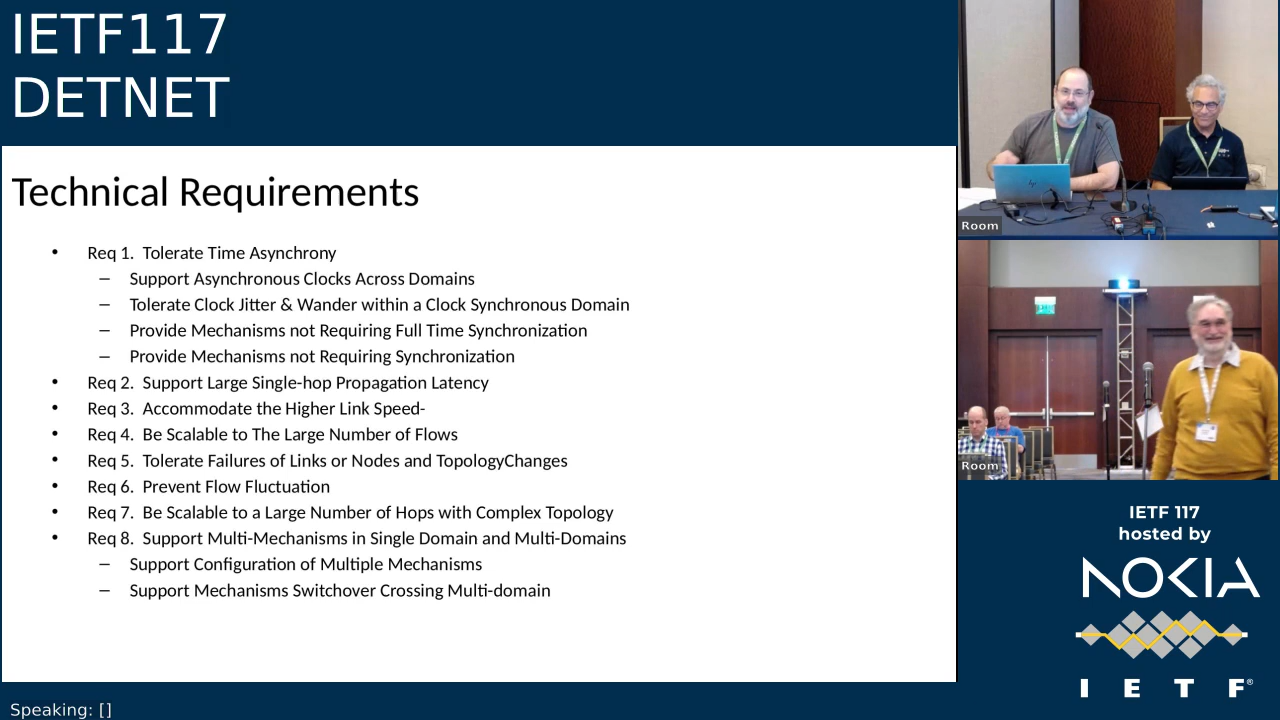 IETF117
DETNET
Technical Requirements
• Req 1. Tolerate Time Asynchrony
– Support Asynchronous Clocks Across Domains
– Tolerate Clock Jitter & Wander within a Clock Synchronous Domain
– Provide Mechanisms not Requiring Full Time Synchronization
– Provide Mechanisms not Requiring Synchronization
• Req 2. Support Large Single-hop Propagation Latency
• Req 3. Accommodate the Higher Link Speed-
• Req 4. Be Scalable to The Large Number of Flows
• Req 5. Tolerate Failures of Links or Nodes and TopologyChanges
• Req 6. Prevent Flow Fluctuation
• Req 7. Be Scalable to a Large Number of Hops with Complex Topology
• Req 8. Support Multi-Mechanisms in Single Domain and Multi-Domains
– Support Configuration of Multiple Mechanisms
– Support Mechanisms Switchover Crossing Multi-domain
Speaking: []
Room
Room
IETF 117
hosted by
NOKIA
I E T F®